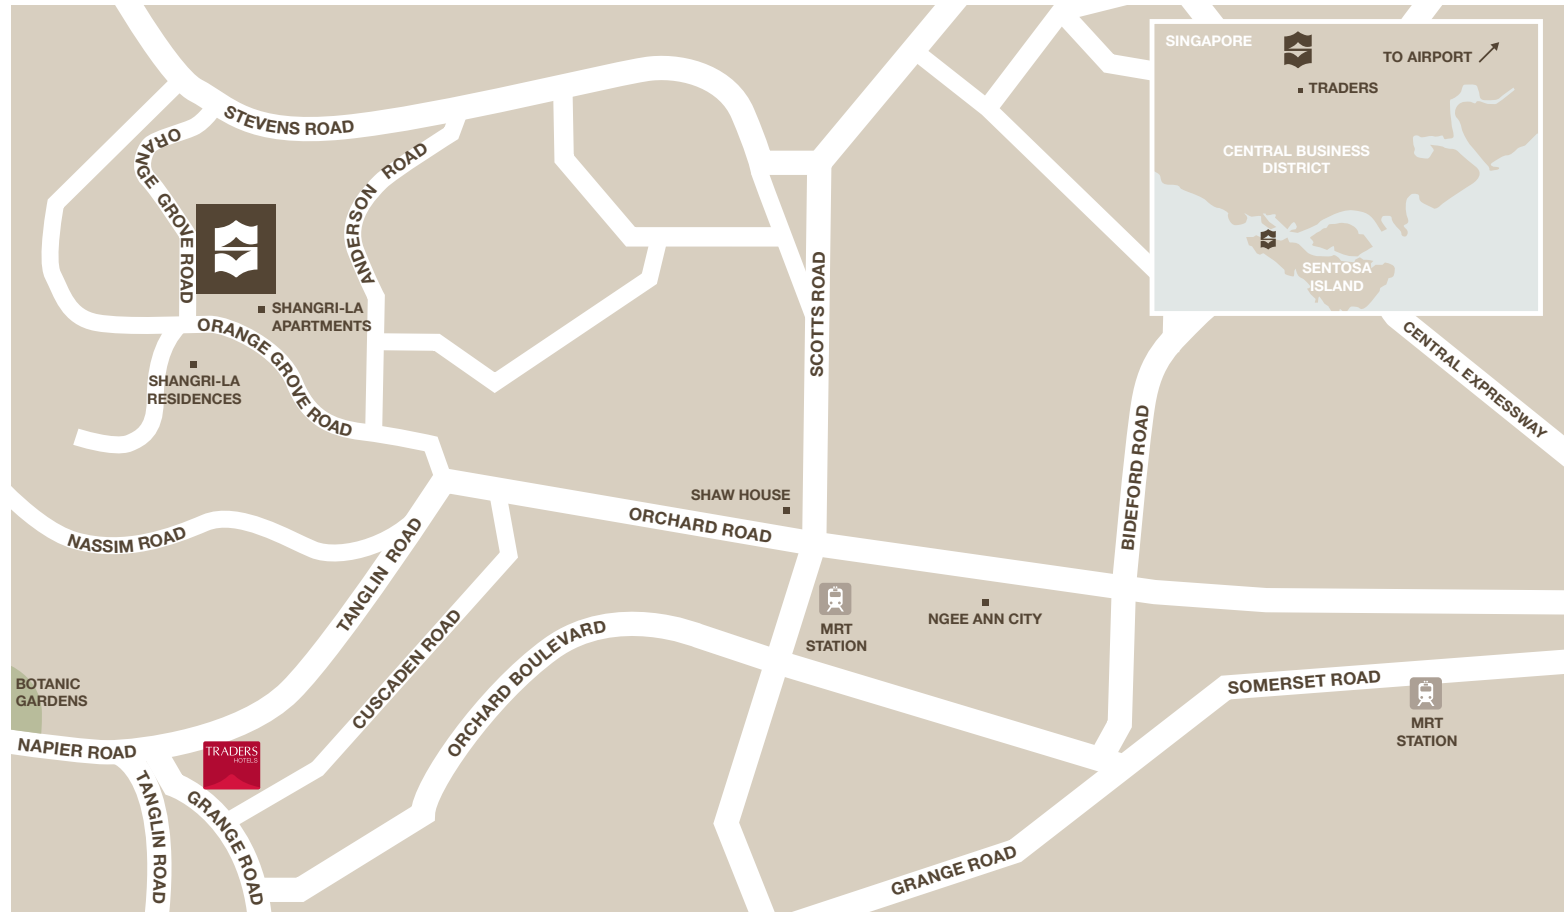 SINGAPORE
TO AIRPORT
TRADERS
CENTRAL BUSINESS
DISTRICT
SENTOSA
ISLAND
STEVENS ROAD
ORANGE GROVE ROAD
ANDERSON ROAD
SHANGRI-LA
APARTMENTS
ORANGE GROVE ROAD
SHANGRI-LA
RESIDENCES
SCOTTS ROAD
CENTRAL EXPRESSWAY
BIDEFORD ROAD
SHAW HOUSE
ORCHARD ROAD
NASSIM ROAD
TANGLIN ROAD
CUSCADEN ROAD
ORCHARD BOULEVARD
MRT
STATION
NGEE ANN CITY
BOTANIC
GARDENS
SOMERSET ROAD
MRT
STATION
NAPIER ROAD
TRADERS
HOTELS
TANGLIN ROAD
GRANGE ROAD
GRANGE ROAD